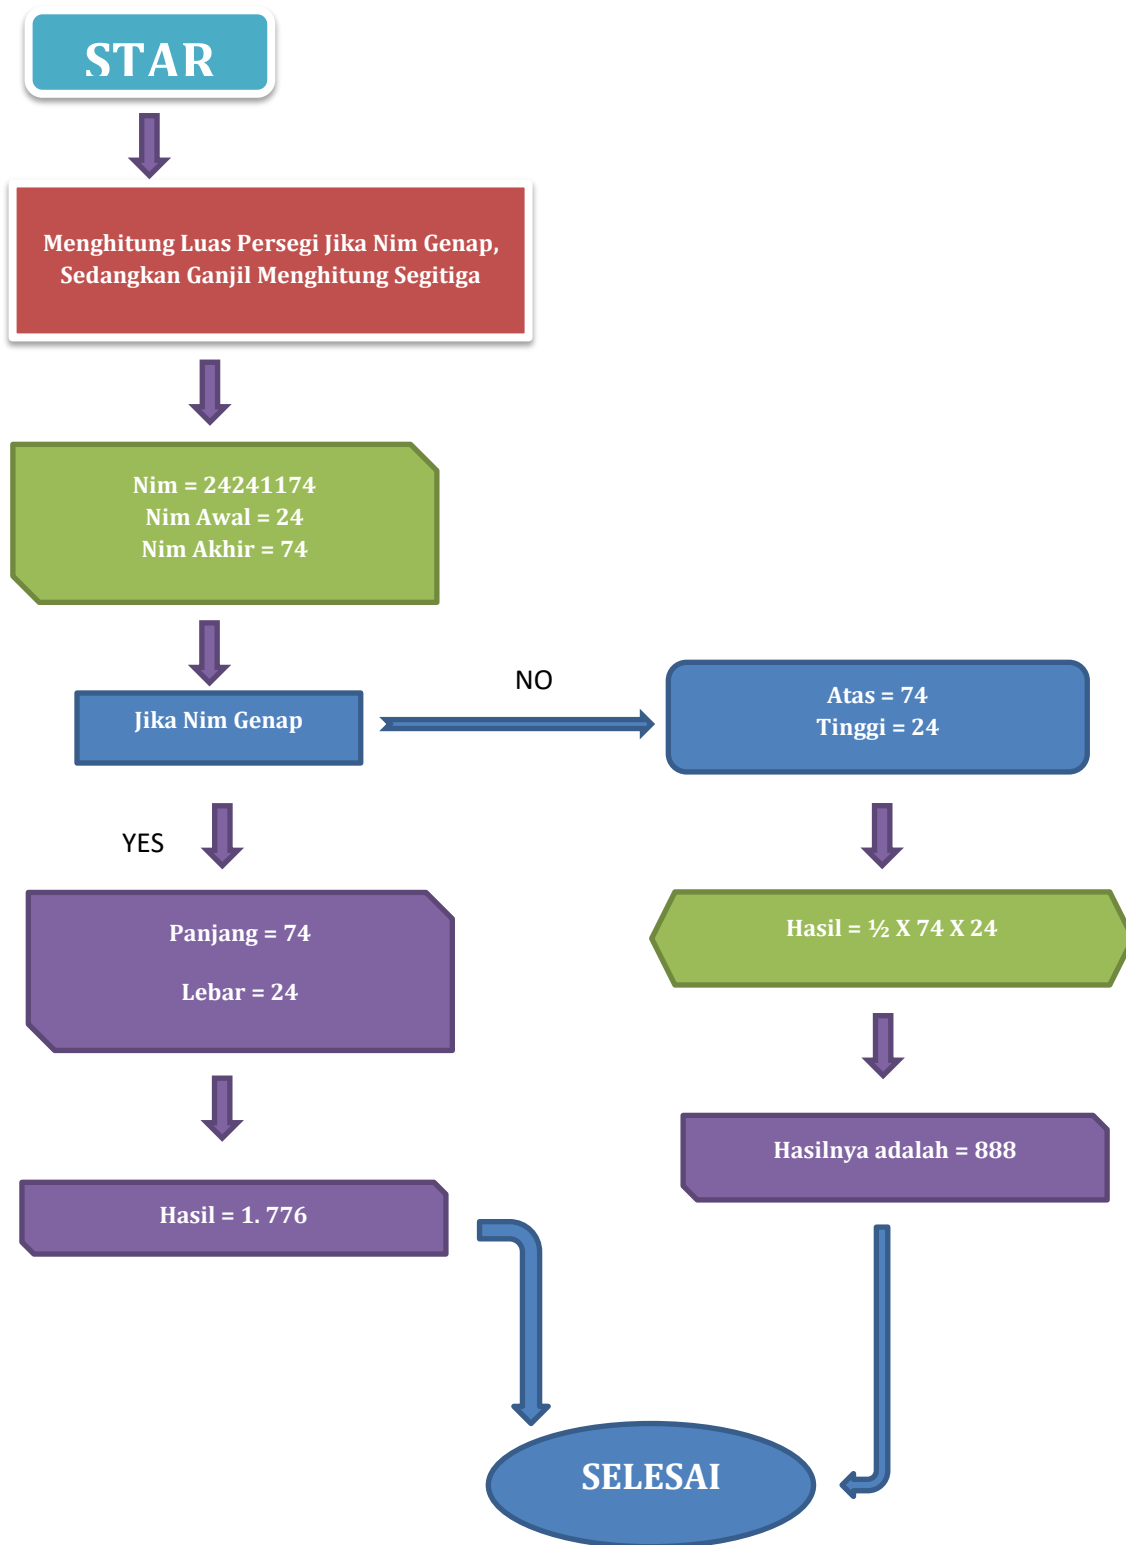 STAR
Menghitung Luas Persegi Jika Nim Genap,
Sedangkan Ganjil Menghitung Segitiga
Nim = 24241174
Nim Awal = 24
Nim Akhir = 74
Jika Nim Genap
NO
Atas = 74
Tinggi = 24
YES
Panjang = 74
Lebar = 24
Hasil = ½ X 74 X 24
Hasilnya adalah = 888
Hasil = 1. 776
SELESAI